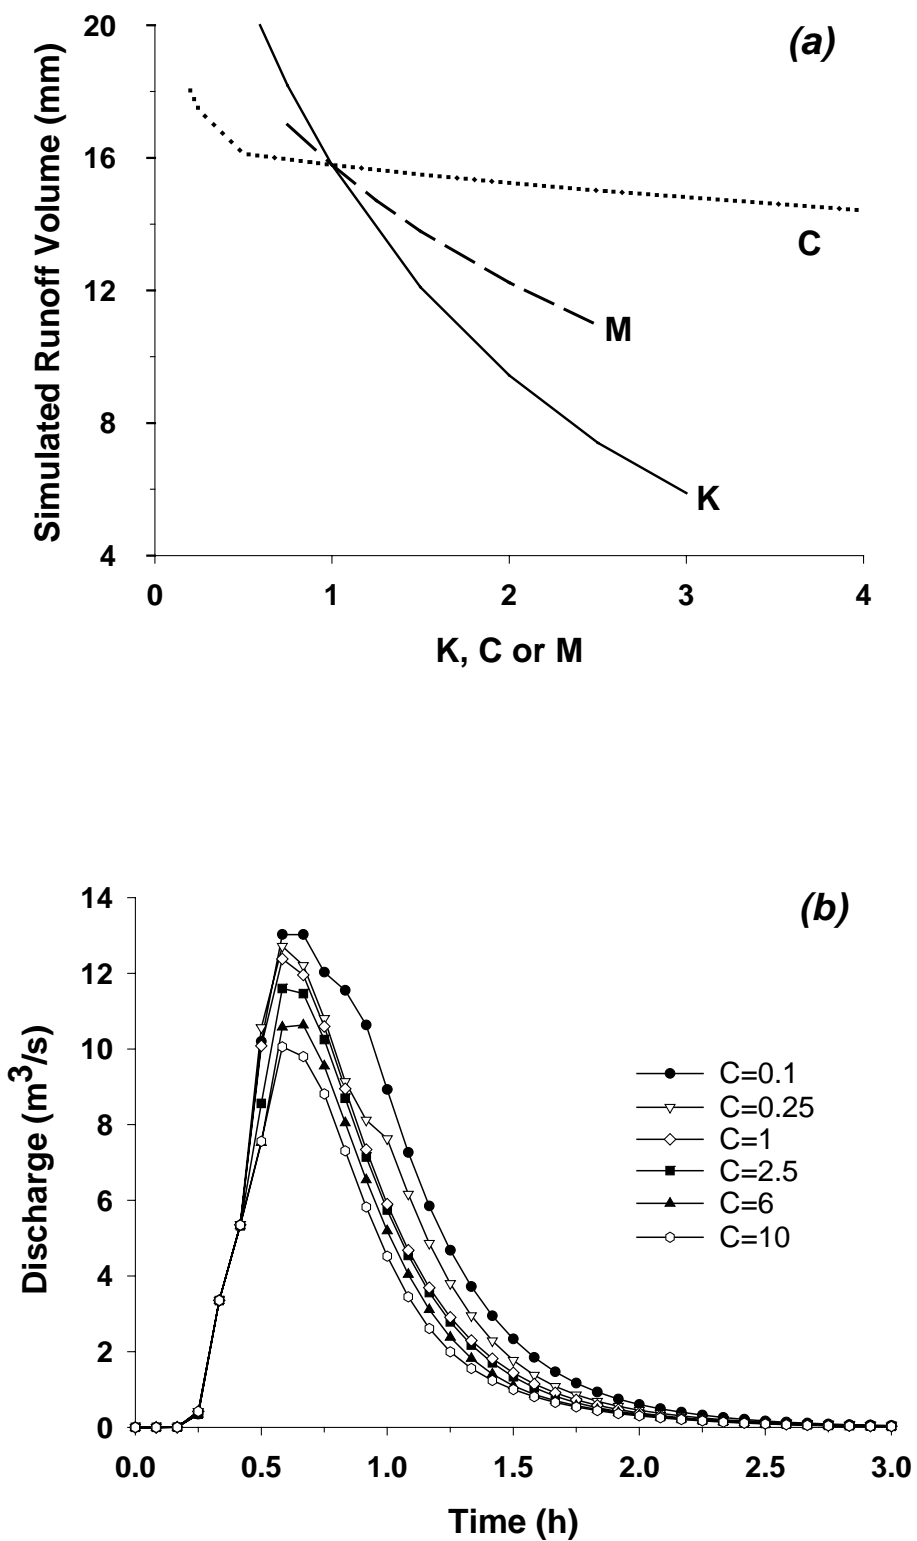 (a)
Simulated Runoff Volume (mm)
20
16
12
8
4
C
M
K
0 1 2 3 4
K, C or M
(b)
Discharge (m³/s)
14
12
10
8
6
4
2
0
C=0.1
C=0.25
C=1
C=2.5
C=6
C=10
0.0 0.5 1.0 1.5 2.0 2.5 3.0
Time (h)